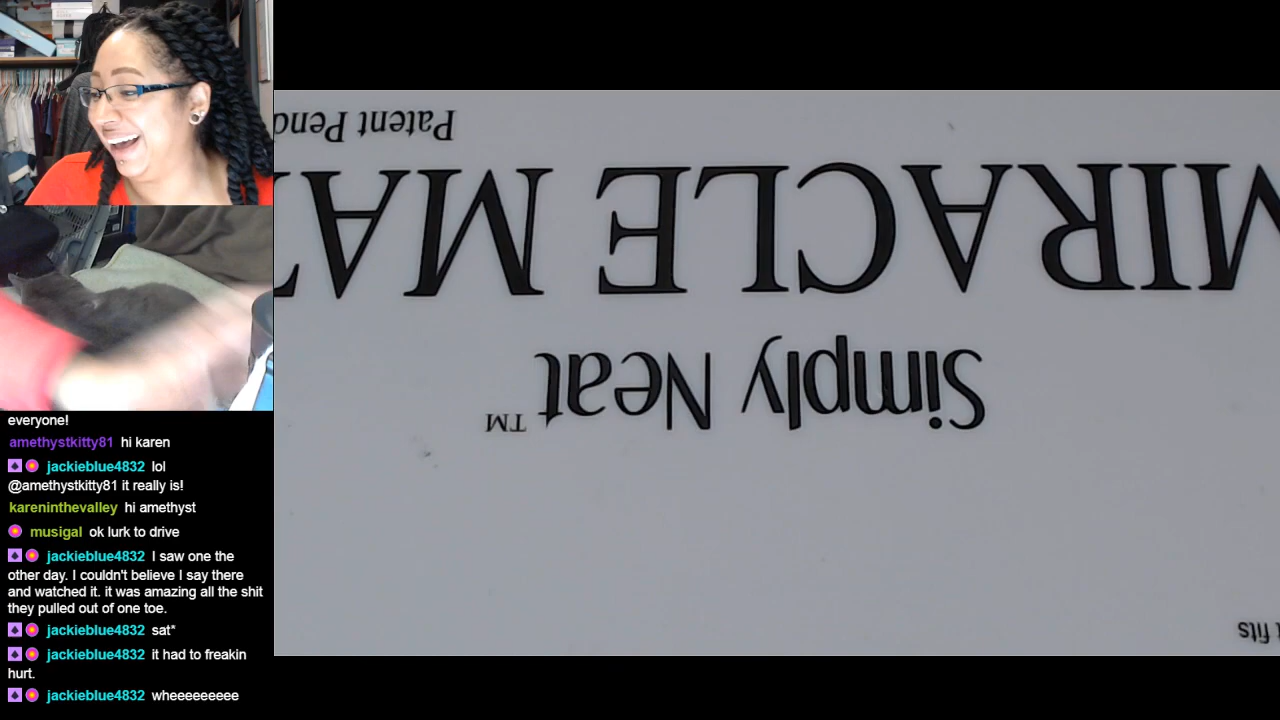 everyone!
amethystkitty81 hi karen
jackieblue4832 lol
@amethystkitty81 it really is!
kareninthevalley hi amethyst
musigal ok lurk to drive
jackieblue4832 I saw one the
other day. I couldn't believe I say there
and watched it. it was amazing all the shit
they pulled out of one toe.
jackieblue4832 sat*
jackieblue4832 it had to freakin
hurt.
jackieblue4832 wheeeeeeeee
fits
Simply Neat™
MIRACLE MA
Patent Pend